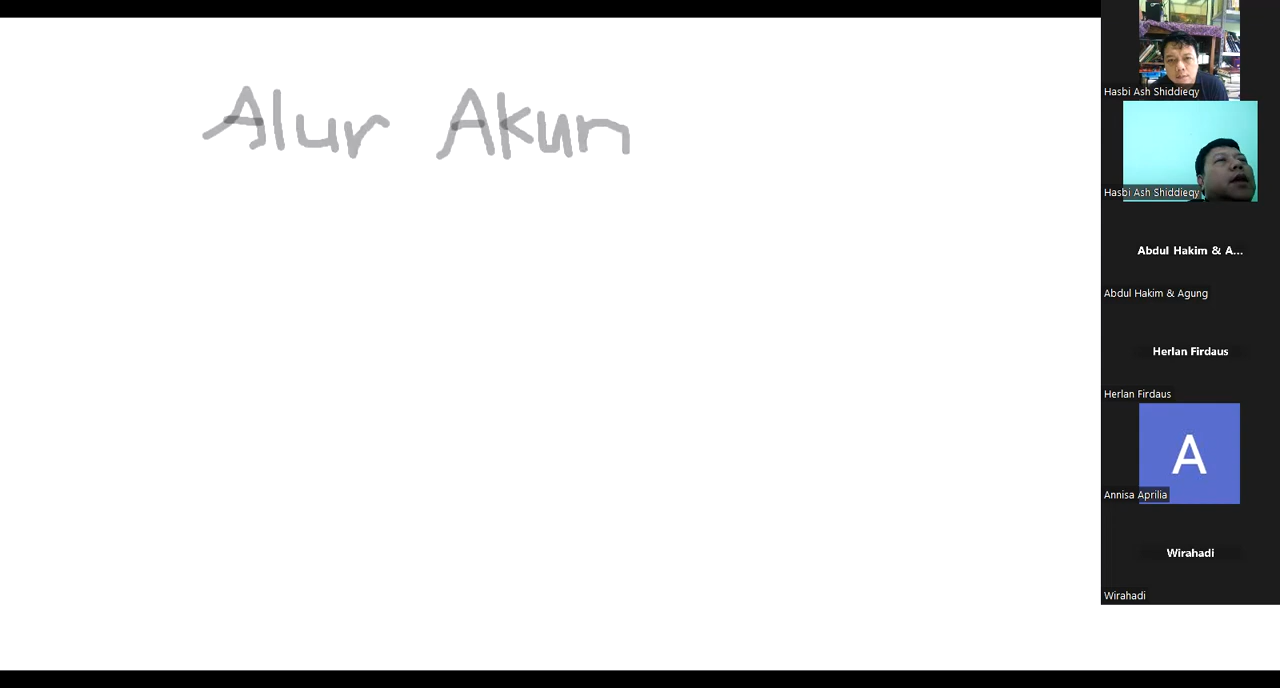 Alur Akun
Hasbi Ash Shiddieqy
Hasbi Ash Shiddieqy
Abdul Hakim & A...
Abdul Hakim & Agung
Herlan Firdaus
Herlan Firdaus
A
Annisa Aprilia
Wirahadi
Wirahadi